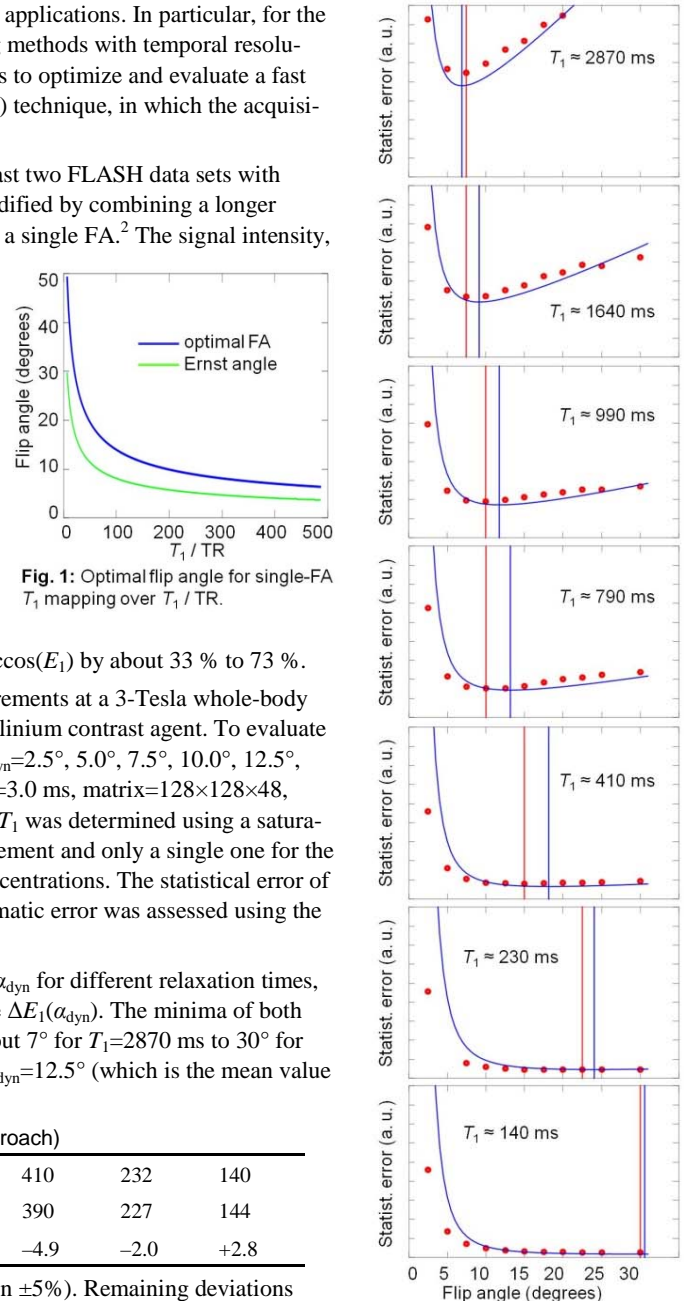 applications. In particular, for the
g methods with temporal resolu-
s to optimize and evaluate a fast
) technique, in which the acquisi-
ast two FLASH data sets with
dified by combining a longer
a single FA.2 The signal intensity,
50
40
30
20
10
0
Flip angle (degrees)
optimal FA
Ernst angle
0 100 200 300 400 500
T1 / TR
Fig. 1: Optimal flip angle for single-FA
T1 mapping over T1 / TR.
ccos(E1) by about 33 % to 73 %.
rements at a 3-Tesla whole-body
linium contrast agent. To evaluate
yn=2.5°, 5.0°, 7.5°, 10.0°, 12.5°,
=3.0 ms, matrix=128×128×48,
T1 was determined using a satura-
ement and only a single one for the
centrations. The statistical error of
matic error was assessed using the
αdyn for different relaxation times,
e ΔE1(αdyn). The minima of both
out 7° for T1=2870 ms to 30° for
dyn=12.5° (which is the mean value
roach)
410 232 140
390 227 144
–4.9 –2.0 +2.8
n ±5%). Remaining deviations
Statist. error (a. u.)
T1 ≈ 2870 ms
Statist. error (a. u.)
T1 ≈ 1640 ms
Statist. error (a. u.)
T1 ≈ 990 ms
Statist. error (a. u.)
T1 ≈ 790 ms
Statist. error (a. u.)
T1 ≈ 410 ms
Statist. error (a. u.)
T1 ≈ 230 ms
Statist. error (a. u.)
T1 ≈ 140 ms
0 5 10 15 20 25 30
Flip angle (degrees)